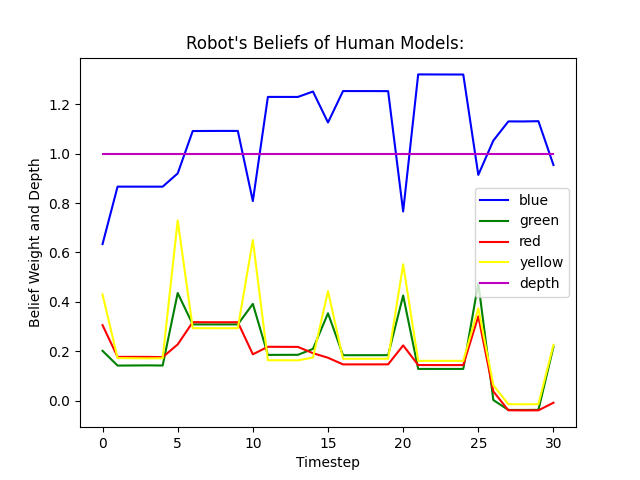 Robot's Beliefs of Human Models:
Belief Weight and Depth
1.2
1.0
0.8
0.6
0.4
0.2
0.0
blue
green
red
yellow
depth
0 5 10 15 20 25 30
Timestep